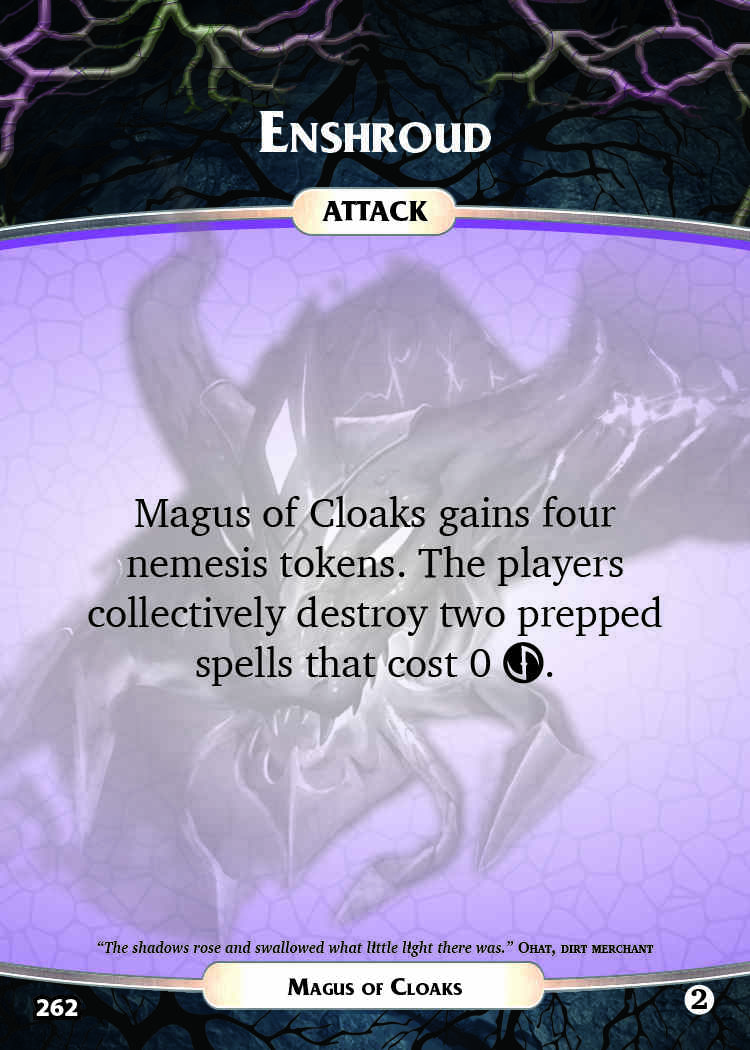 ENSHROUD
ATTACK
Magus of Cloaks gains four
nemesis tokens. The players
collectively destroy two prepped
spells that cost 0 .
“The shadows rose and swallowed what little light there was.” OHAT, DIRT MERCHANT
MAGUS OF CLOAKS
262
2